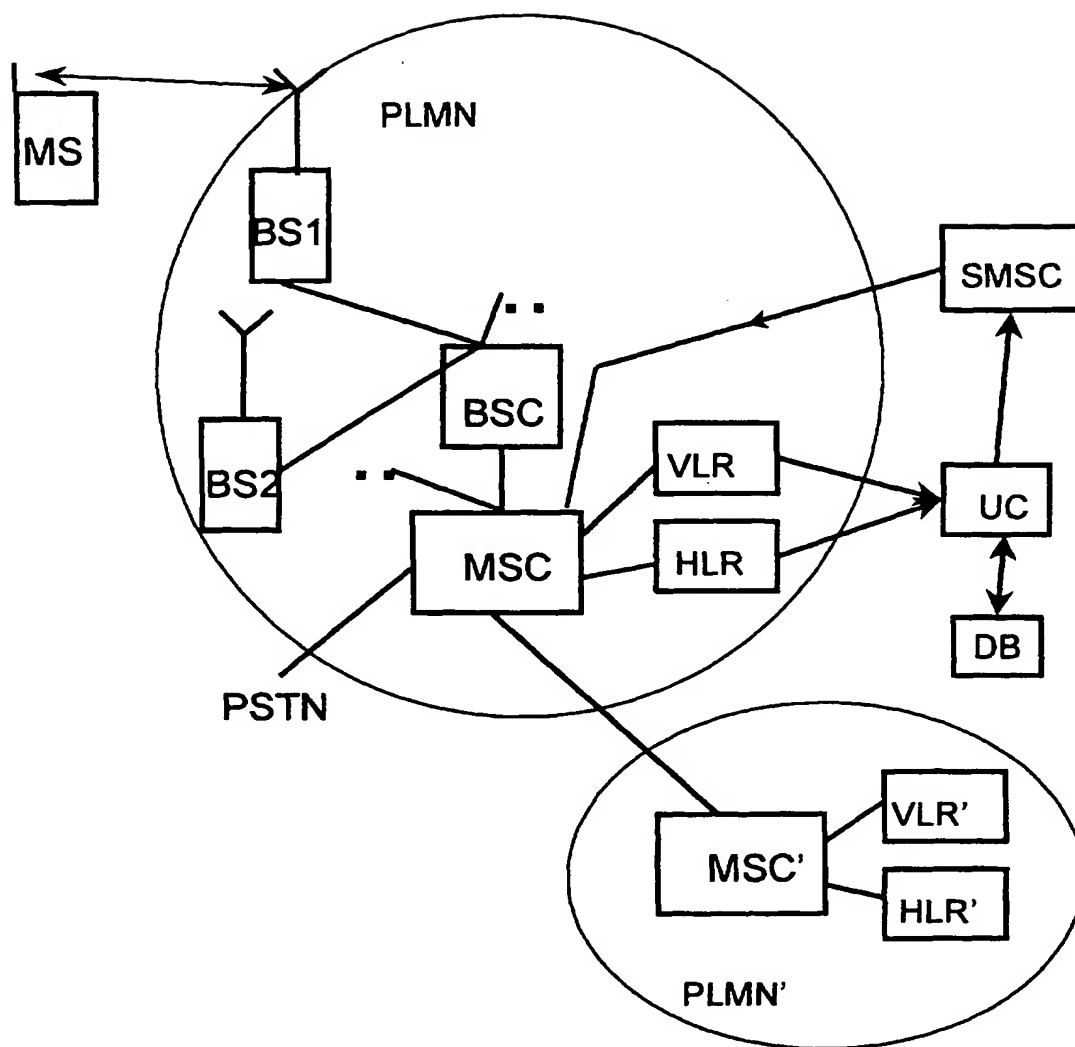 PLMN
MS
BS1
SMSC
BSC
VLR
BS2
UC
MSC
HLR
DB
PSTN
VLR'
MSC'
HLR'
PLMN'